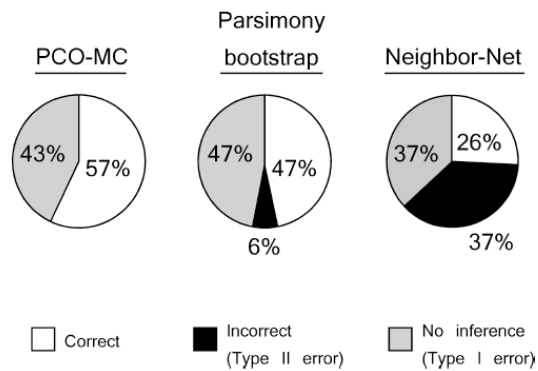 Parsimony
PCO-MC bootstrap Neighbor-Net
43% 57% 47% 47% 37% 26%
6% 37%
Correct Incorrect No inference
(Type II error) (Type I error)